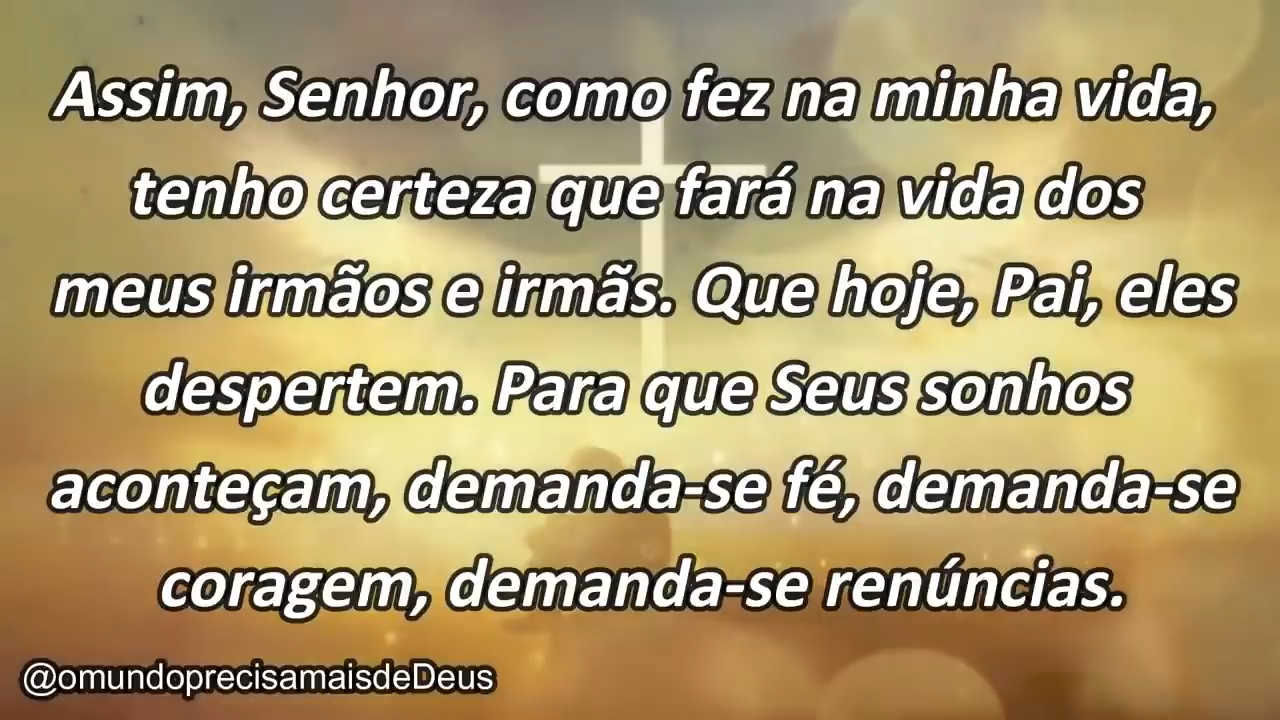 Assim, Senhor, como fez na minha vida,
tenho certeza que fará na vida dos
meus irmãos e irmãs. Que hoje, Pai, eles
despertem. Para que Seus sonhos
aconteçam, demanda-se fé, demanda-se
coragem, demanda-se renúncias.
@omundoprecisamaisdeDeus